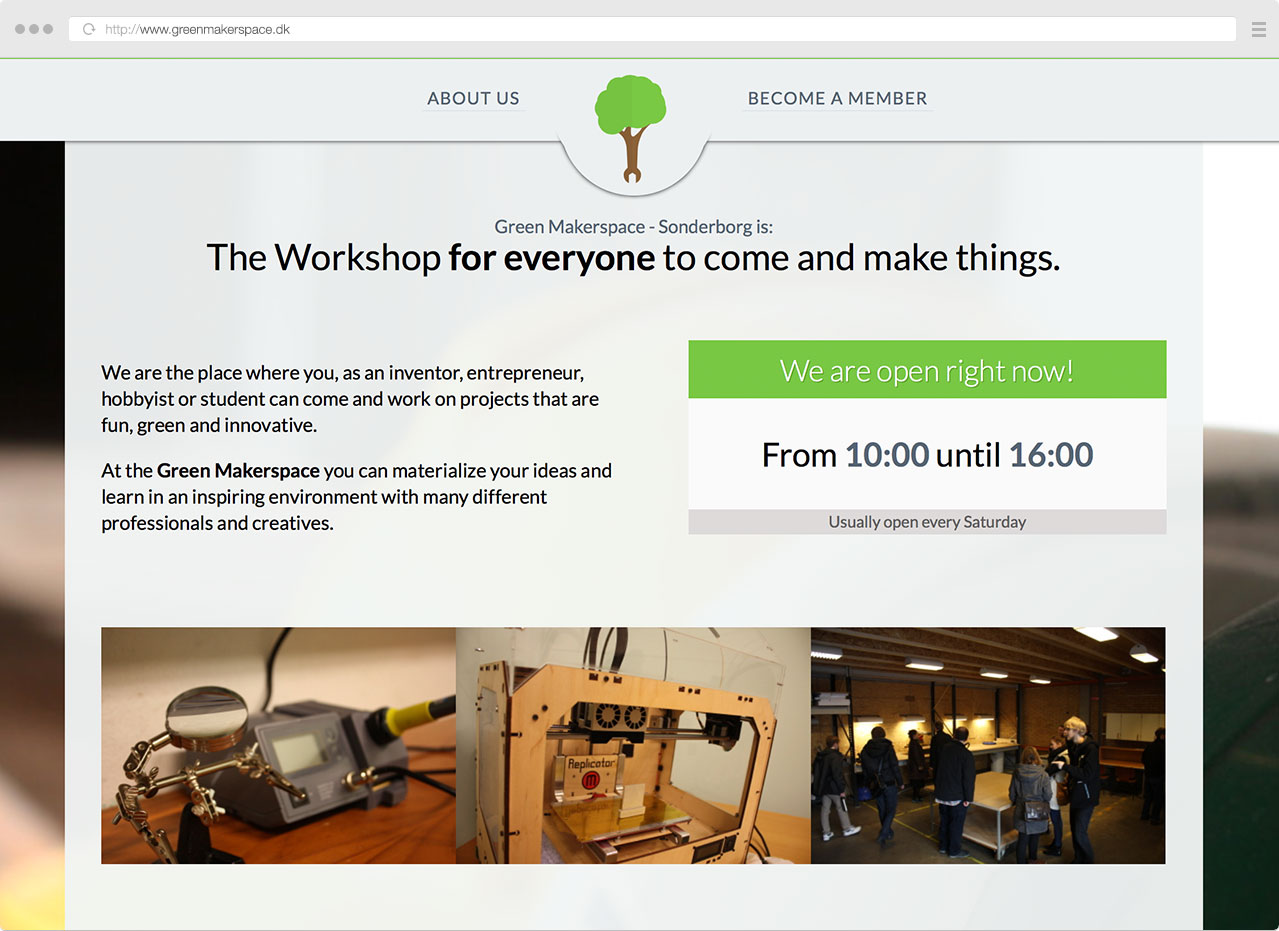 http://www.greenmakerspace.dk
ABOUT US
BECOME A MEMBER
Green Makerspace - Sonderborg is:
The Workshop for everyone to come and make things.
We are the place where you, as an inventor, entrepreneur,
hobbyist or student can come and work on projects that are
fun, green and innovative.
At the Green Makerspace you can materialize your ideas and
learn in an inspiring environment with many different
professionals and creatives.
We are open right now!
From 10:00 until 16:00
Usually open every Saturday
Replicator
M